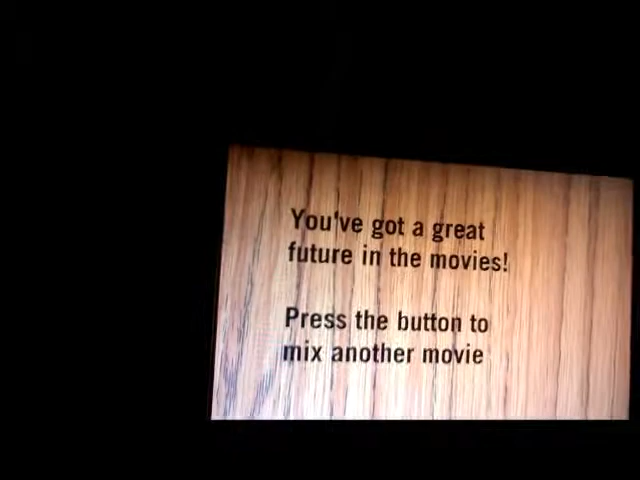 You've got a great
future in the movies!
Press the button to
mix another movie